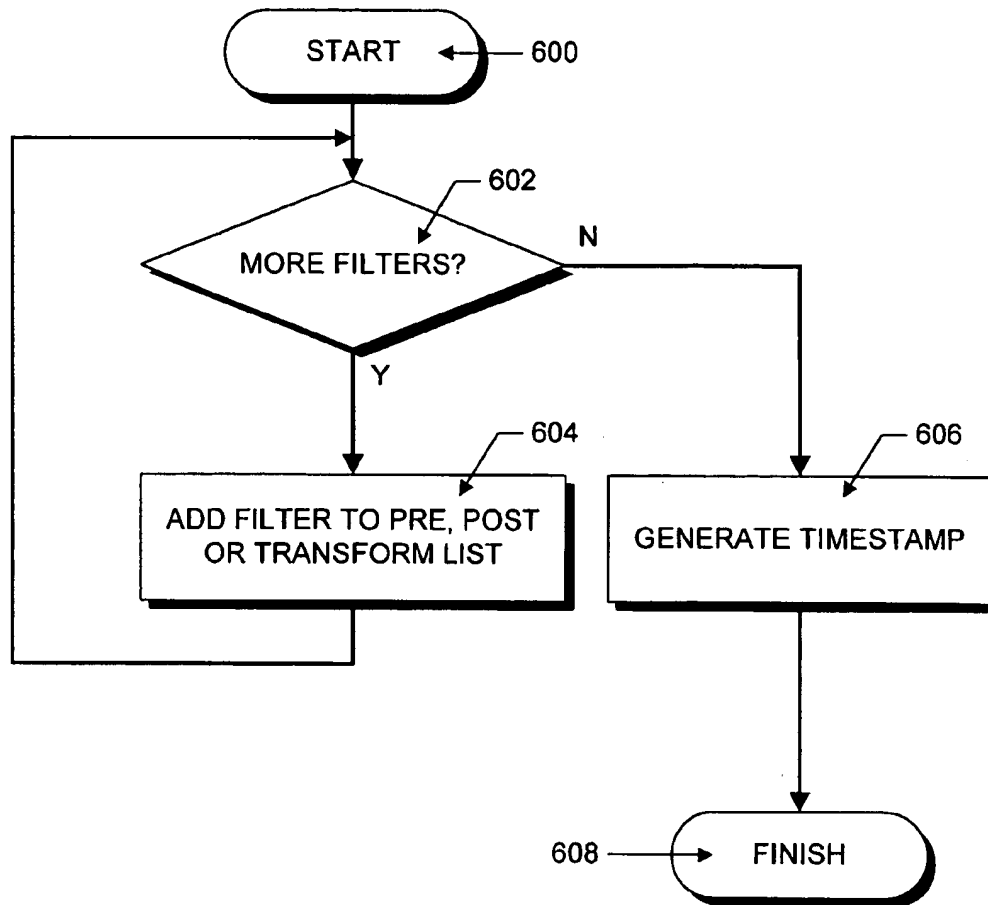 START
600
602
MORE FILTERS?
N
Y
604
606
ADD FILTER TO PRE, POST
OR TRANSFORM LIST
GENERATE TIMESTAMP
608
FINISH